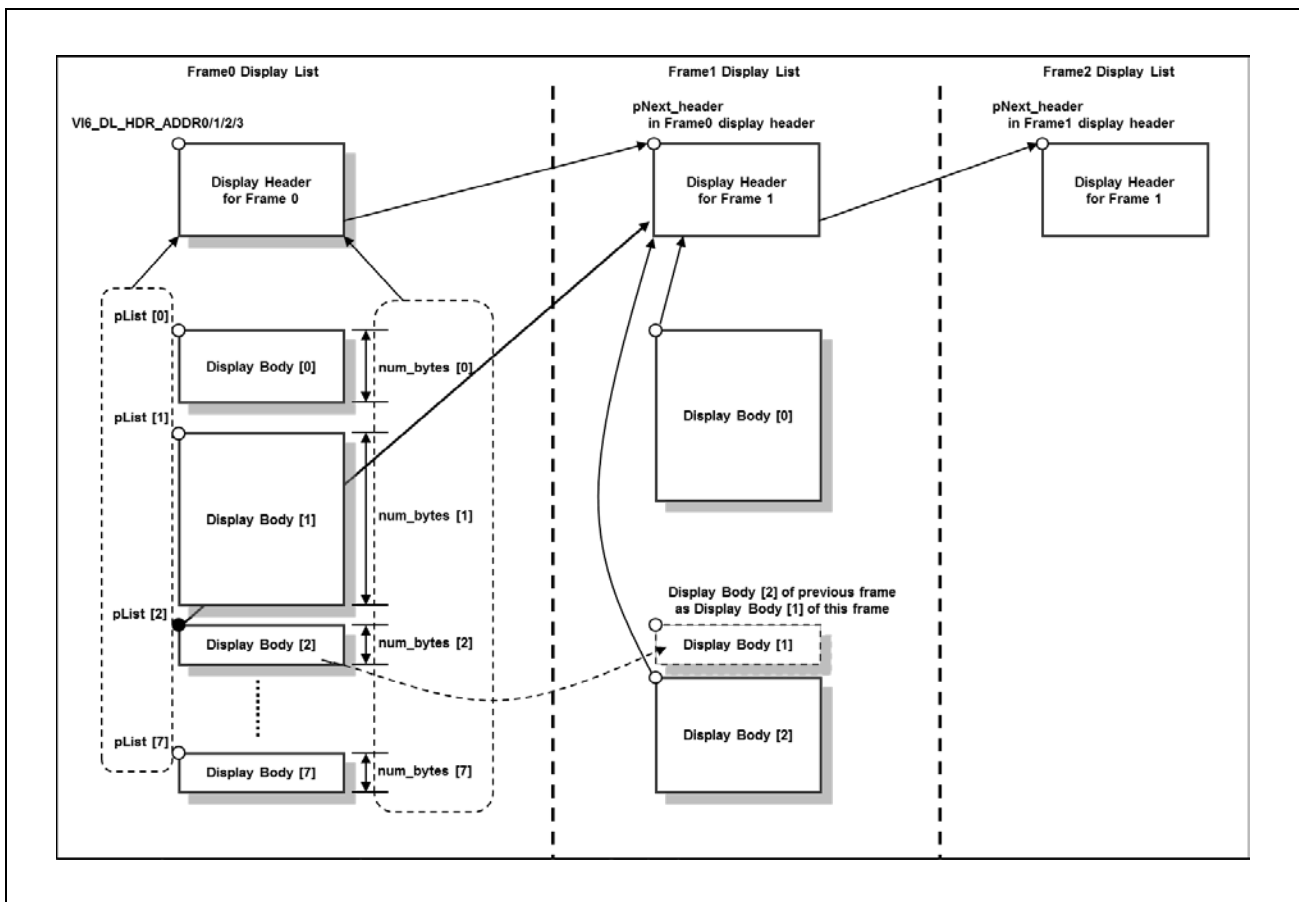 Frame0 Display List
Frame1 Display List
Frame2 Display List
VI6_DL_HDR_ADDR0/1/2/3
pNext_header
in Frame0 display header
pNext_header
in Frame1 display header
Display Header
for Frame 0
Display Header
for Frame 1
Display Header
for Frame 1
pList [0]
Display Body [0]
num_bytes [0]
pList [1]
Display Body [1]
num_bytes [1]
pList [2]
Display Body [2]
num_bytes [2]
pList [7]
Display Body [7]
num_bytes [7]
Display Body [0]
Display Body [2] of previous frame
as Display Body [1] of this frame
Display Body [1]
Display Body [2]